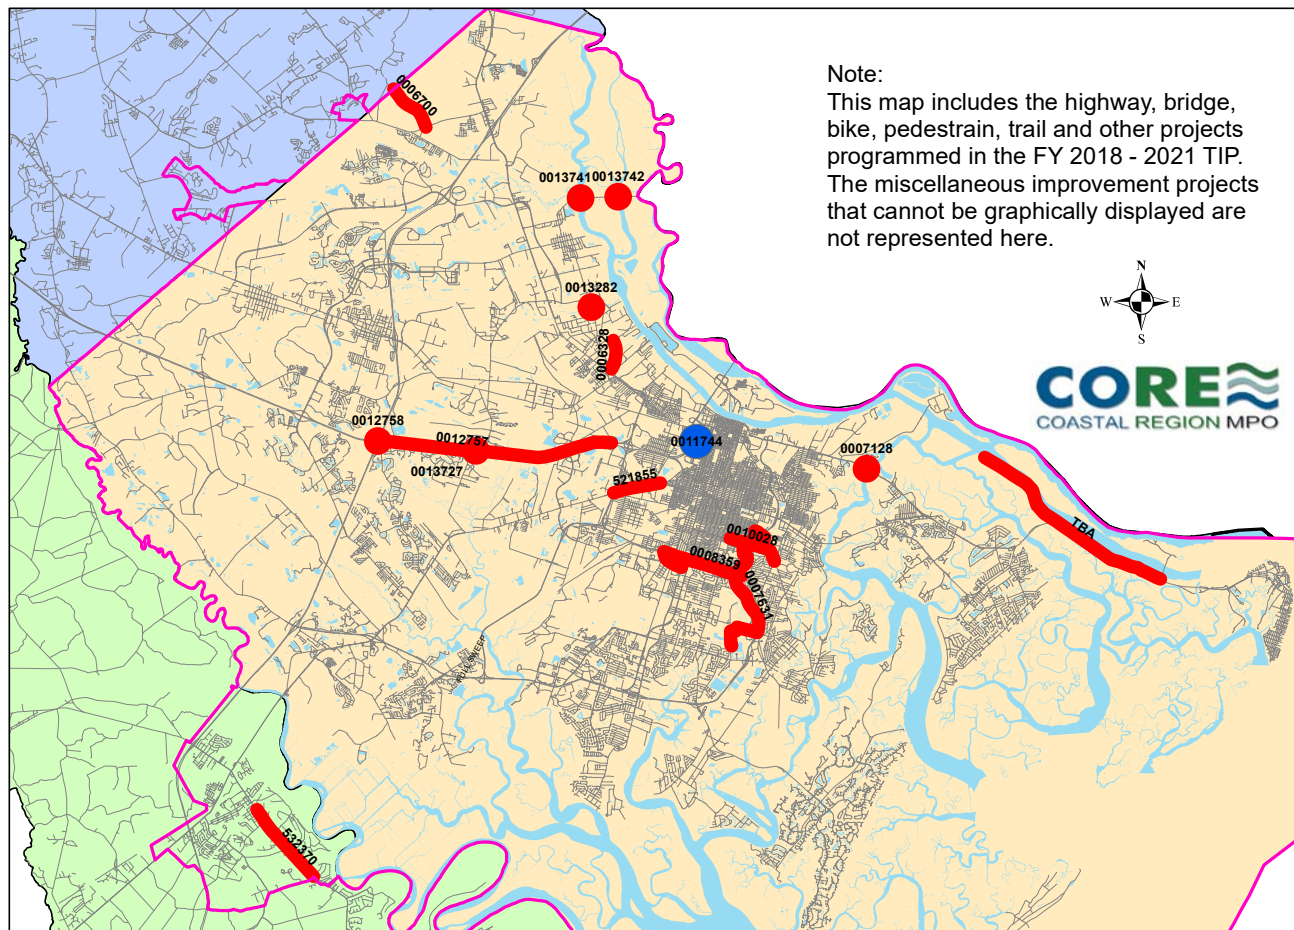 Note:
This map includes the highway, bridge,
bike, pedestrain, trail and other projects
programmed in the FY 2018 - 2021 TIP.
The miscellaneous improvement projects
that cannot be graphically displayed are
not represented here.
N
W E
S
CORE
COASTAL REGION MPO
0006700
0013741 0013742
0013282
0006328
0012758
0012757
0013727
0011744
0007128
521855
TBA
0010028
0008359
0007631
532370